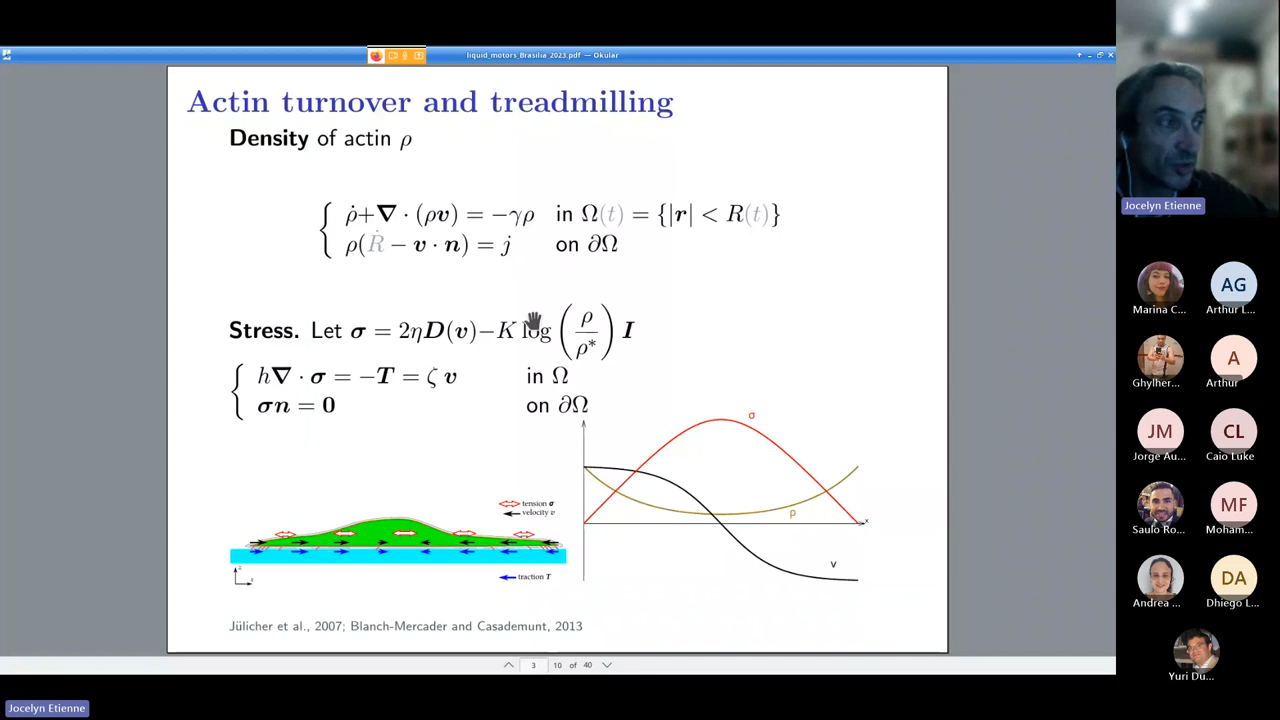 liquid_motors_Brasilia_2023.pdf — Okular
Actin turnover and treadmilling
Density of actin ρ
ρ̇+∇ · (ρv) = −γρ in Ω(t) = {|r| < R(t)}
ρ(Ṙ − v · n) = j on ∂Ω
Stress. Let σ = 2ηD(v)−K log (ρ/ρ*) I
h∇ · σ = −T = ζ v in Ω
σn = 0 on ∂Ω
σ
ρ
v
x
tension σ
velocity v
traction T
z
x
Jülicher et al., 2007; Blanch-Mercader and Casademunt, 2013
3 10 of 40
Jocelyn Etienne
Jocelyn Etienne
AG
Marina C... Arthur L...
A
Ghylher... Arthur
JM CL
Jorge Au... Caio Luke
MF
Saulo Ro... Moham...
DA
Andrea ... Dhiego L...
Yuri Du...